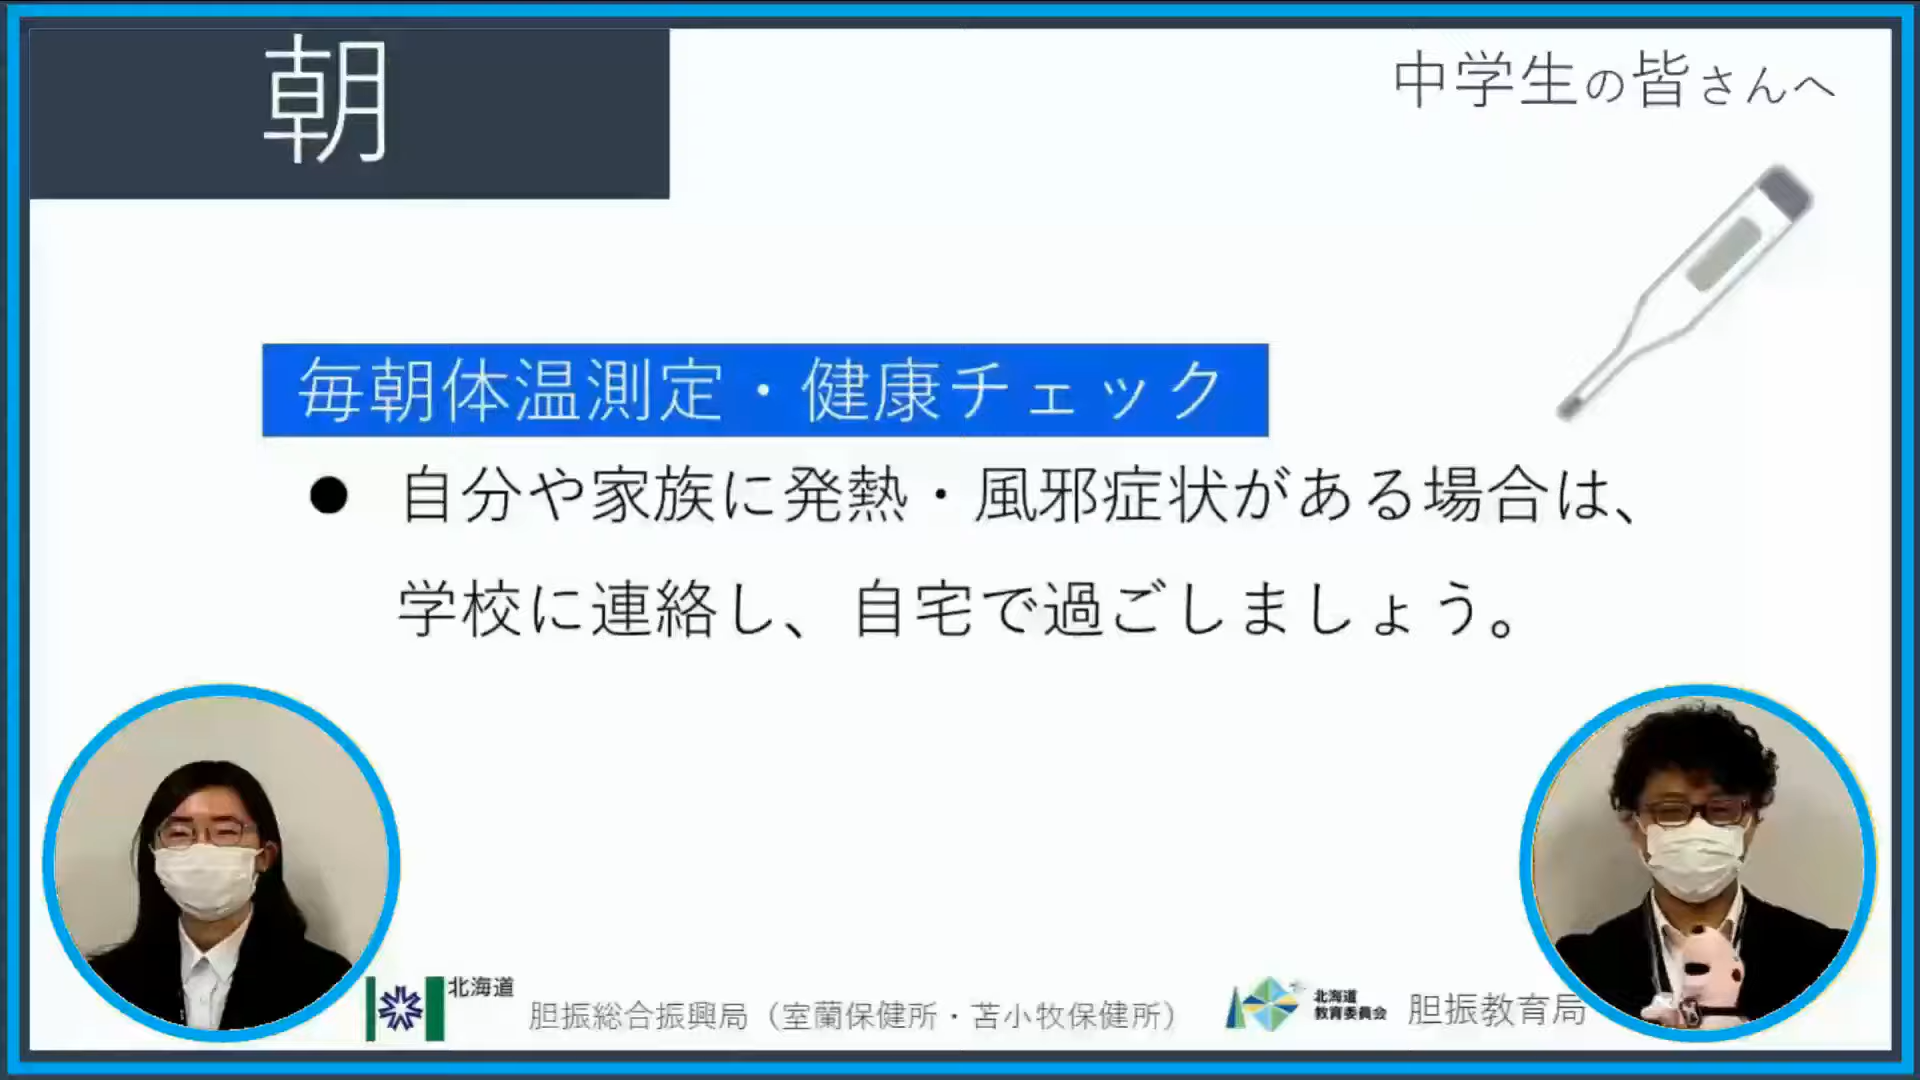 朝
中学生の皆さんへ
毎朝体温測定・健康チェック
● 自分や家族に発熱・風邪症状がある場合は、
学校に連絡し、自宅で過ごしましょう。
北海道
胆振総合振興局（室蘭保健所・苫小牧保健所）
北海道
教育委員会
胆振教育局